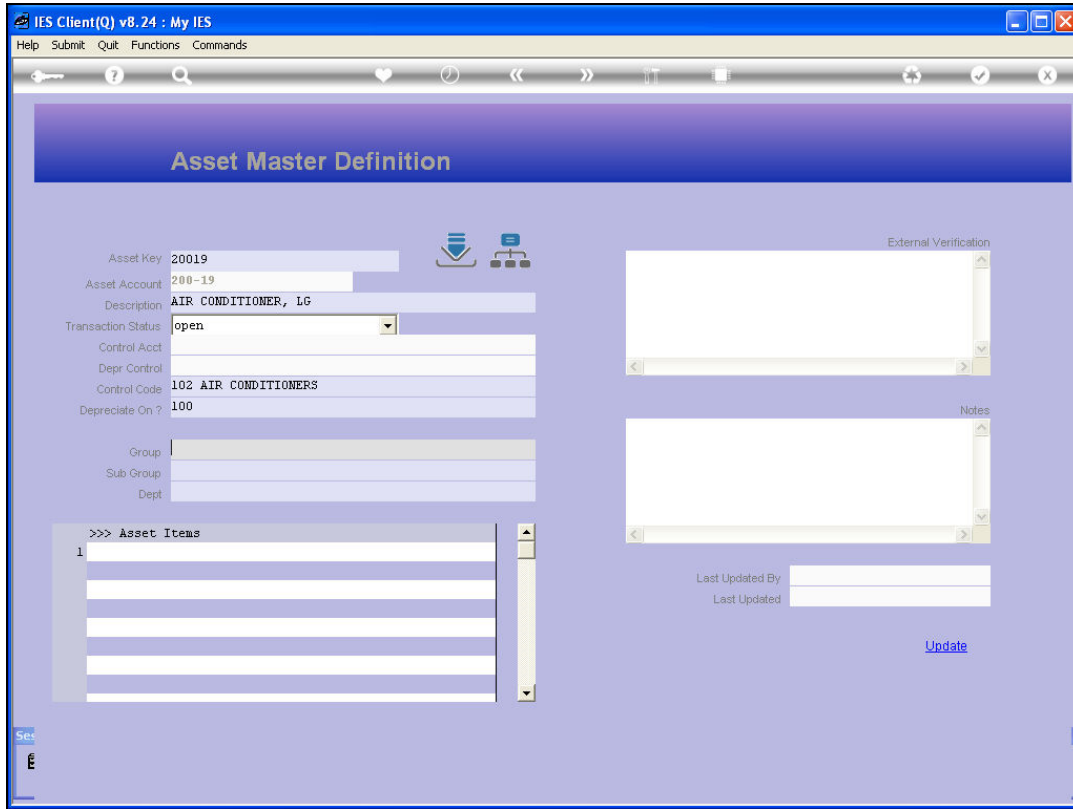 IES Client(Q) v8.24 : My IES
Help Submit Quit Functions Commands
Asset Master Definition
Asset Key 20019
Asset Account 200-19
Description AIR CONDITIONER, LG
Transaction Status open
Control Acct
Depr Control
Control Code 102 AIR CONDITIONERS
Depreciate On ? 100
Group
Sub Group
Dept
>>> Asset Items
1
External Verification
Notes
Last Updated By
Last Updated
Update
Ses